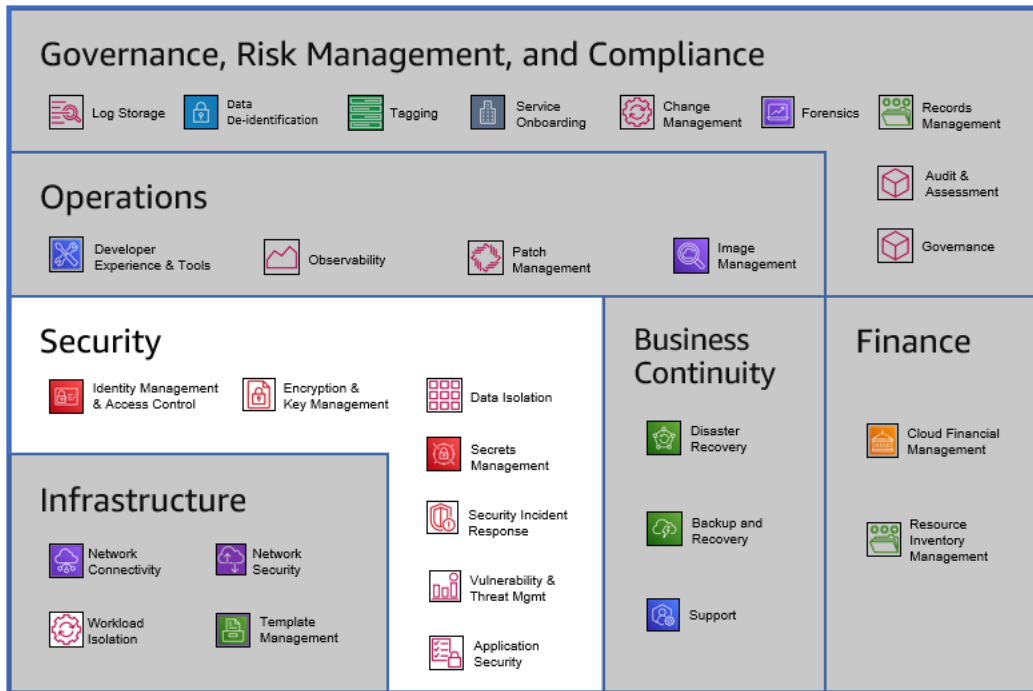 Governance, Risk Management, and Compliance
Log Storage
Data
De-identification
Tagging
Service
Onboarding
Change
Management
Forensics
Records
Management
Audit &
Assessment
Governance
Operations
Developer
Experience & Tools
Observability
Patch
Management
Image
Management
Security
Identity Management
& Access Control
Encryption &
Key Management
Data Isolation
Secrets
Management
Security Incident
Response
Vulnerability &
Threat Mgmt
Application
Security
Infrastructure
Network
Connectivity
Network
Security
Workload
Isolation
Template
Management
Business
Continuity
Disaster
Recovery
Backup and
Recovery
Support
Finance
Cloud Financial
Management
Resource
Inventory
Management